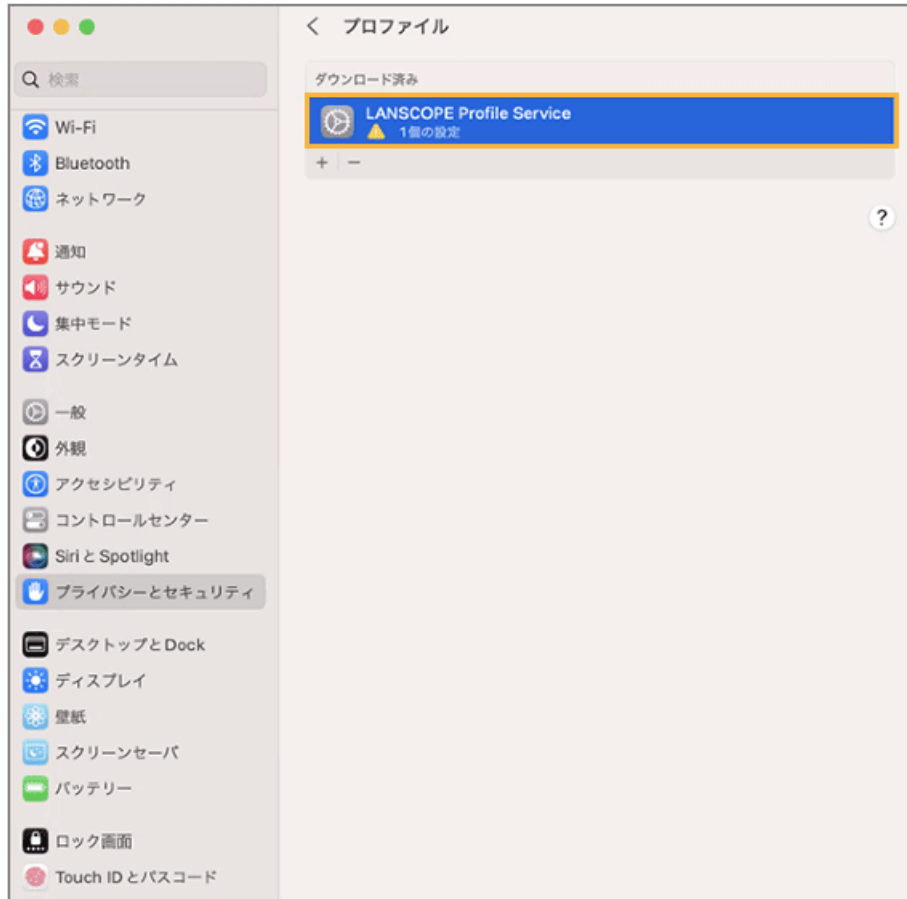 検索
Wi-Fi
Bluetooth
ネットワーク
通知
サウンド
集中モード
スクリーンタイム
一般
外観
アクセシビリティ
コントロールセンター
Siri と Spotlight
プライバシーとセキュリティ
デスクトップと Dock
ディスプレイ
壁紙
スクリーンセーバ
バッテリー
ロック画面
Touch ID とパスコード
プロファイル
ダウンロード済み
LANSCOPE Profile Service
1個の設定
+ −
?